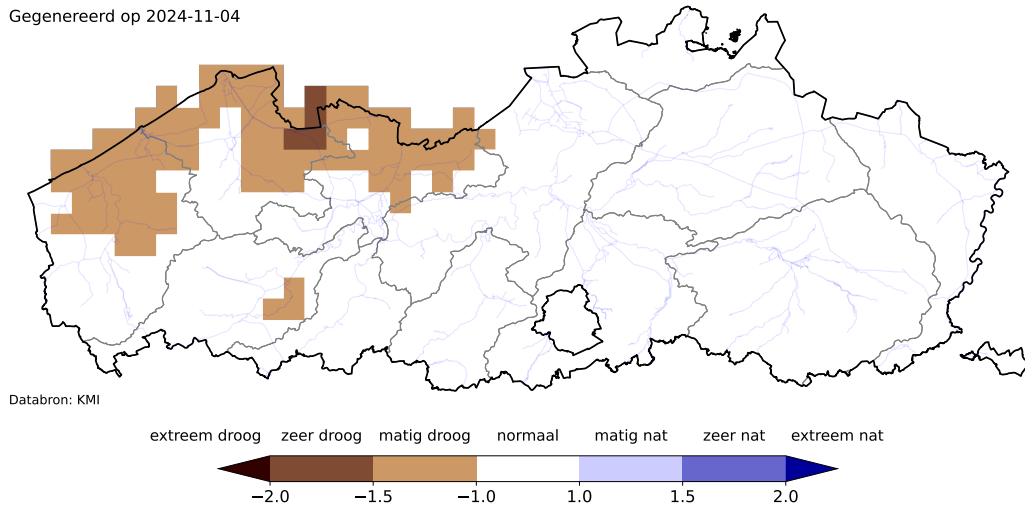 Gegenereerd op 2024-11-04
Databron: KMI
extreem droog zeer droog matig droog normaal matig nat zeer nat extreem nat
−2.0 −1.5 −1.0 1.0 1.5 2.0